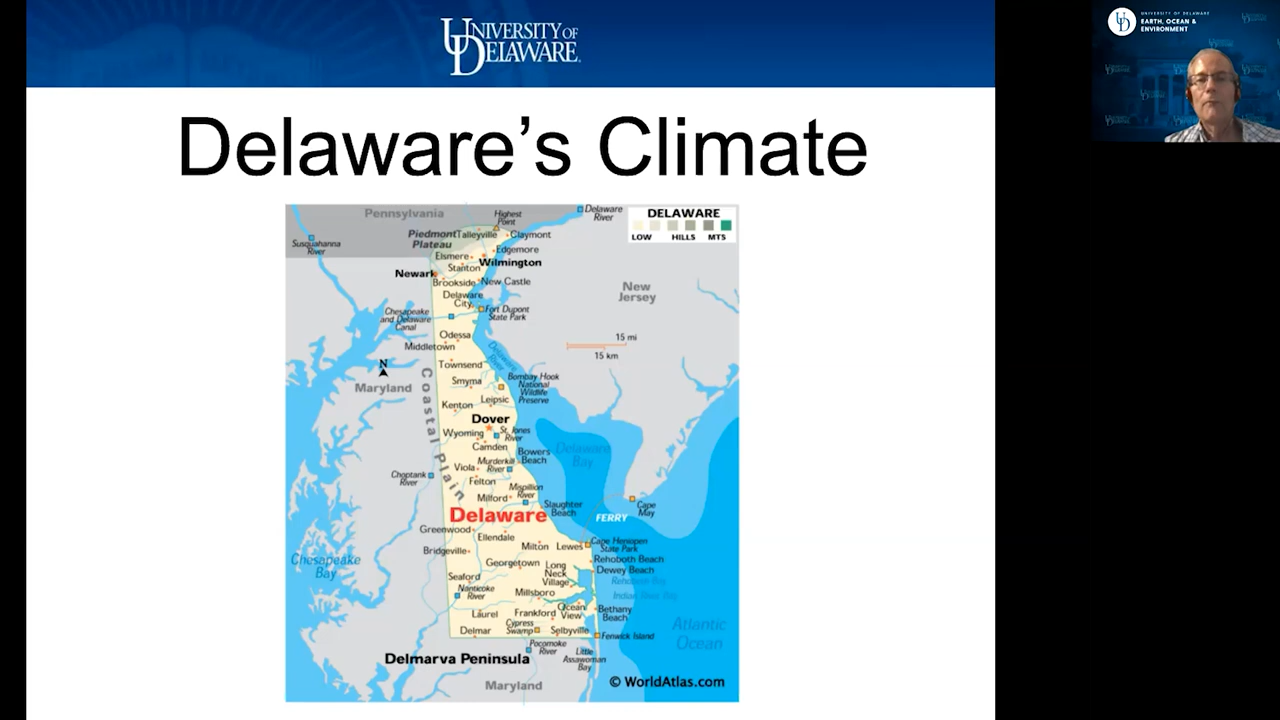 UNIVERSITY OF
DELAWARE
UNIVERSITY OF DELAWARE
EARTH, OCEAN &
ENVIRONMENT
Delaware's Climate
Pennsylvania
Highest
Point
Delaware
River
DELAWARE
LOW HILLS MTS
Susquahanna
River
Piedmont
Plateau
Talleyville
Claymont
Edgemore
Elsmere
Wilmington
Stanton
Newark
Brookside
New Castle
Delaware
City
Fort Dupont
State Park
New
Jersey
Chesapeake
and Delaware
Canal
Odessa
15 mi
15 km
Middletown
Delaware
River
N
Townsend
Maryland
Coastal Plain
Smyrna
Bombay Hook
National
Wildlife
Preserve
Kenton
Leipsic
Dover
Wyoming
St. Jones
River
Camden
Bowers
Beach
Delaware
Bay
Murderkill
River
Viola
Choptank
River
Felton
Mispillion
River
Milford
Slaughter
Beach
Cape
May
Delaware
FERRY
Greenwood
Ellendale
Cape Henlopen
State Park
Bridgeville
Milton
Lewes
Rehoboth Beach
Chesapeake
Bay
Georgetown
Long
Neck
Village
Dewey Beach
Rehoboth Bay
Seaford
Nanticoke
River
Millsboro
Indian River Bay
Laurel
Frankford
Ocean
View
Bethany
Beach
Atlantic
Ocean
Delmar
Cypress
Swamp
Selbyville
Fenwick Island
Pocomoke
River
Little
Assawoman
Bay
Delmarva Peninsula
Maryland
© WorldAtlas.com